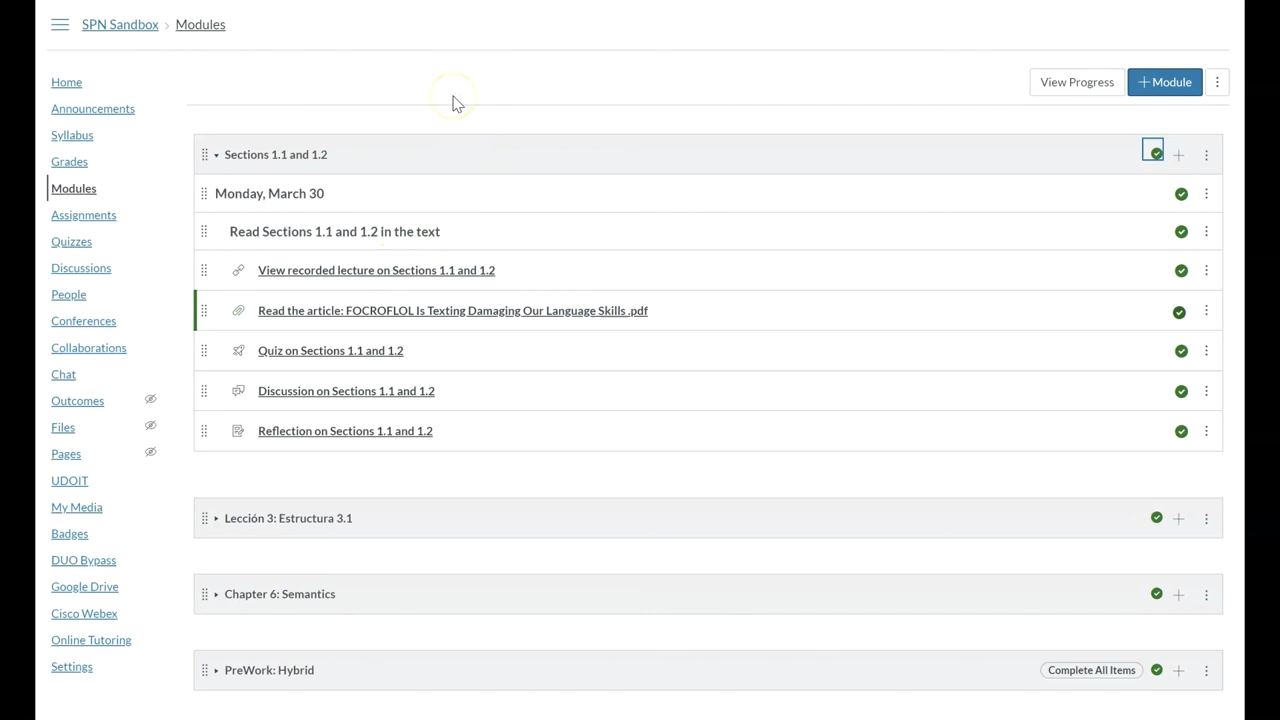 SPN Sandbox › Modules
View Progress
+ Module
Home
Announcements
Syllabus
Grades
Modules
Assignments
Quizzes
Discussions
People
Conferences
Collaborations
Chat
Outcomes
Files
Pages
UDOIT
My Media
Badges
DUO Bypass
Google Drive
Cisco Webex
Online Tutoring
Settings
Sections 1.1 and 1.2
Monday, March 30
Read Sections 1.1 and 1.2 in the text
View recorded lecture on Sections 1.1 and 1.2
Read the article: FOCROFLOL Is Texting Damaging Our Language Skills .pdf
Quiz on Sections 1.1 and 1.2
Discussion on Sections 1.1 and 1.2
Reflection on Sections 1.1 and 1.2
Lección 3: Estructura 3.1
Chapter 6: Semantics
PreWork: Hybrid
Complete All Items